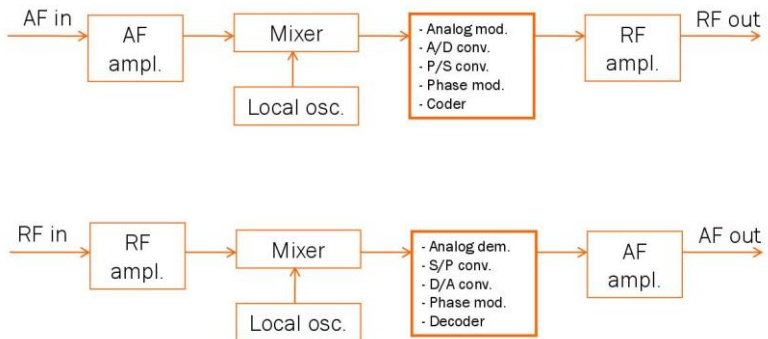 AF in
AF
ampl.
Mixer
Local osc.
- Analog mod.
- A/D conv.
- P/S conv.
- Phase mod.
- Coder
RF
ampl.
RF out
RF in
RF
ampl.
Mixer
Local osc.
- Analog dem.
- S/P conv.
- D/A conv.
- Phase mod.
- Decoder
AF
ampl.
AF out